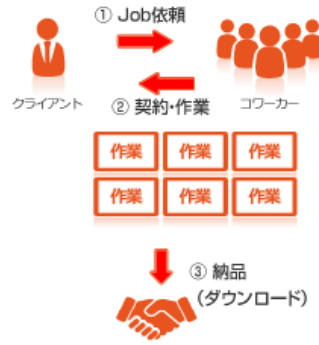 ① Job依頼
クライアント
② 契約・作業
コワーカー
作業 作業 作業
作業 作業 作業
③ 納品
(ダウンロード)